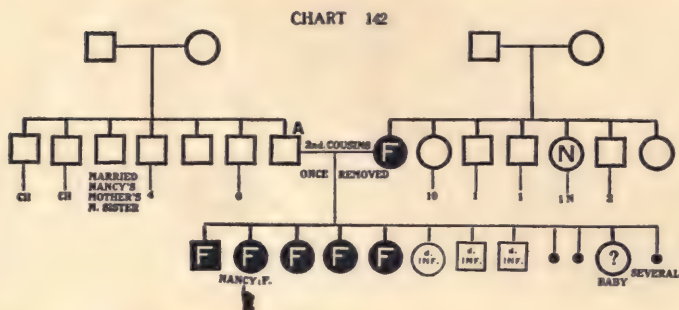 CHART 142
A
2nd. COUSINS
F
N
ONCE REMOVED
CH
CH
MARRIED
NANCY'S
MOTHER'S
M. SISTER
4
6
10
1
1
1 N
2
F
F
F
F
F
d.
INF.
d.
INF.
d.
INF.
?
NANCY: F.
BABY
SEVERAL